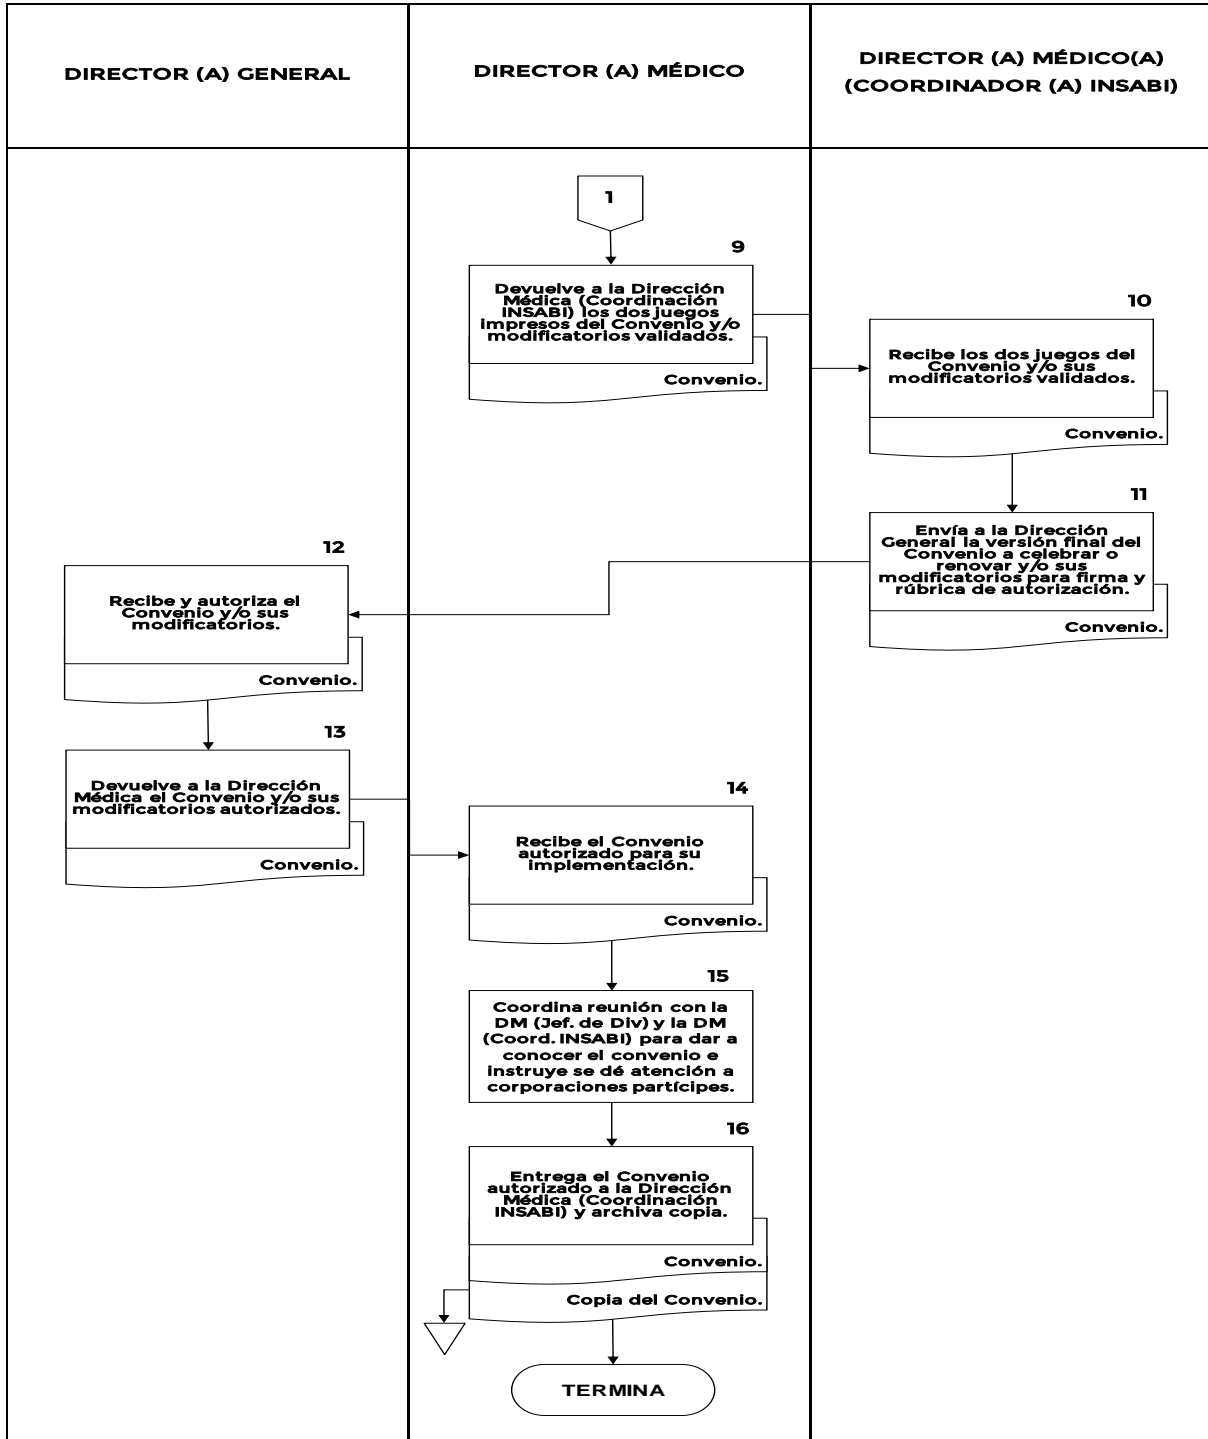 DIRECTOR (A) GENERAL
DIRECTOR (A) MÉDICO
DIRECTOR (A) MÉDICO(A)
(COORDINADOR (A) INSABI)
1
9
Devuelve a la Dirección
Médica (Coordinación
INSABI) los dos juegos
impresos del Convenio y/o
modificatorios validados.
Convenio.
10
Recibe los dos juegos del
Convenio y/o sus
modificatorios validados.
Convenio.
11
Envía a la Dirección
General la versión final del
Convenio a celebrar o
renovar y/o sus
modificatorios para firma y
rúbrica de autorización.
Convenio.
12
Recibe y autoriza el
Convenio y/o sus
modificatorios.
Convenio.
13
Devuelve a la Dirección
Médica el Convenio y/o sus
modificatorios autorizados.
Convenio.
14
Recibe el Convenio
autorizado para su
implementación.
Convenio.
15
Coordina reunión con la
DM (Jef. de Div) y la DM
(Coord. INSABI) para dar a
conocer el convenio e
instruye se dé atención a
corporaciones partícipes.
16
Entrega el Convenio
autorizado a la Dirección
Médica (Coordinación
INSABI) y archiva copia.
Convenio.
Copia del Convenio.
TERMINA